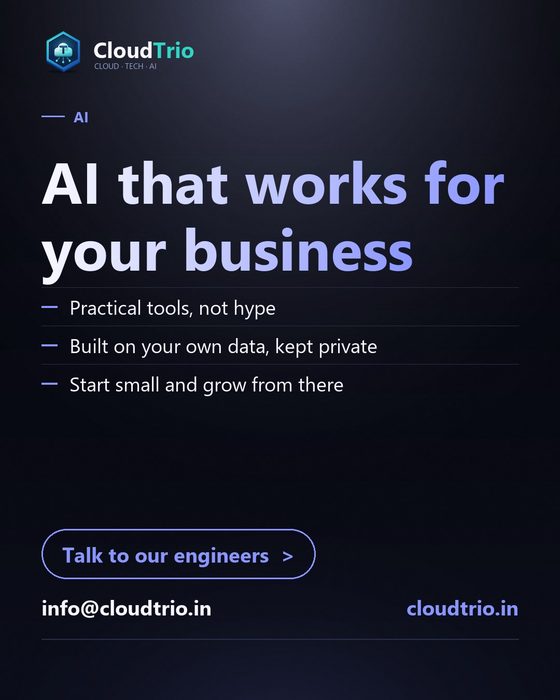 CloudTrio
CLOUD · TECH · AI
AI
AI that works for
your business
Practical tools, not hype
Built on your own data, kept private
Start small and grow from there
Talk to our engineers >
info@cloudtrio.in
cloudtrio.in